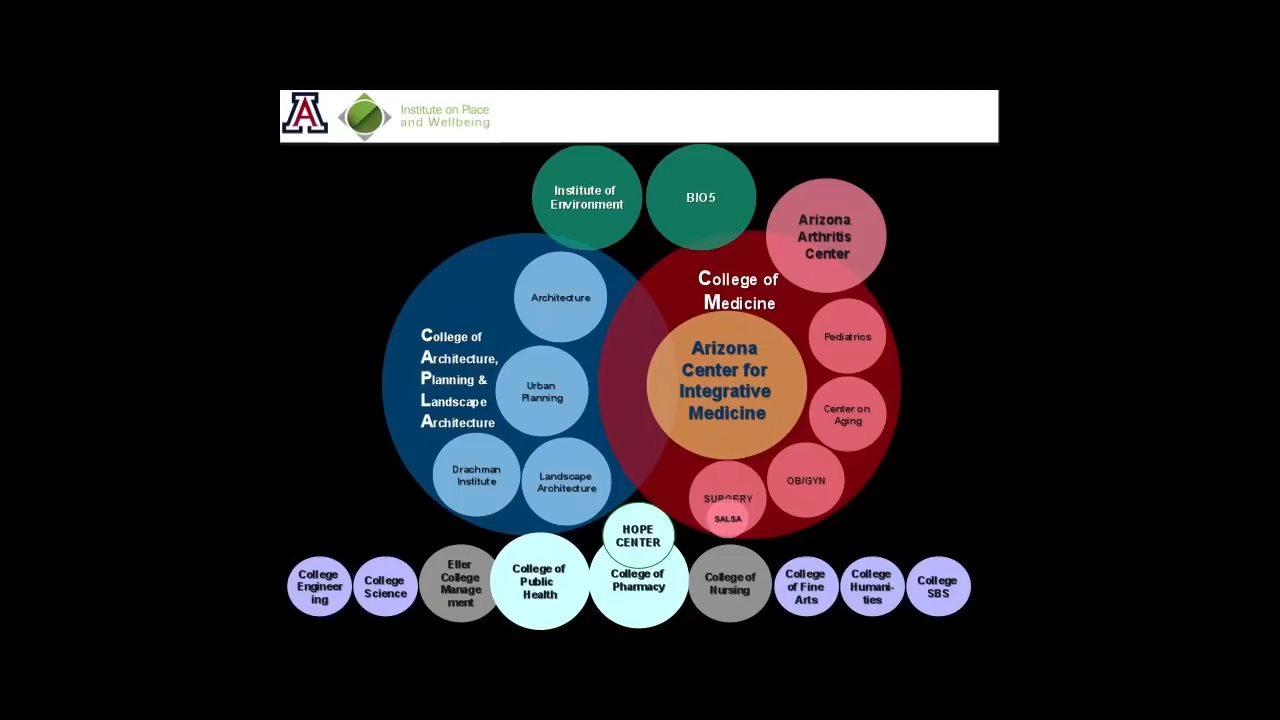 A
Institute on Place
and Wellbeing
Institute of
Environment
BIO5
Arizona
Arthritis
Center
College of
Medicine
Architecture
Pediatrics
College of
Architecture,
Planning &
Landscape
Architecture
Urban
Planning
Arizona
Center for
Integrative
Medicine
Center on
Aging
Drachman
Institute
Landscape
Architecture
SURGERY
SALSA
OB/GYN
HOPE
CENTER
College
Engineer
ing
College
Science
Eller
College
Manage
ment
College of
Public
Health
College of
Pharmacy
College of
Nursing
College
of Fine
Arts
College
Humani-
ties
College
SBS